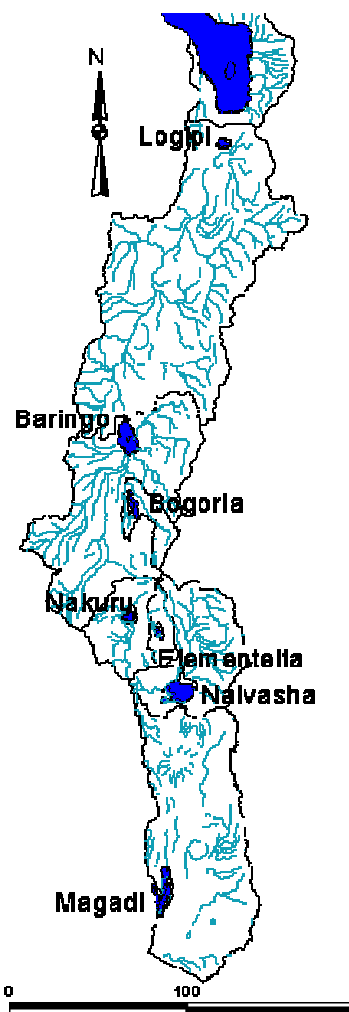 N
Logipi
Baringo
Bogoria
Nakuru
Elementeita
Naivasha
Magadi
0 100